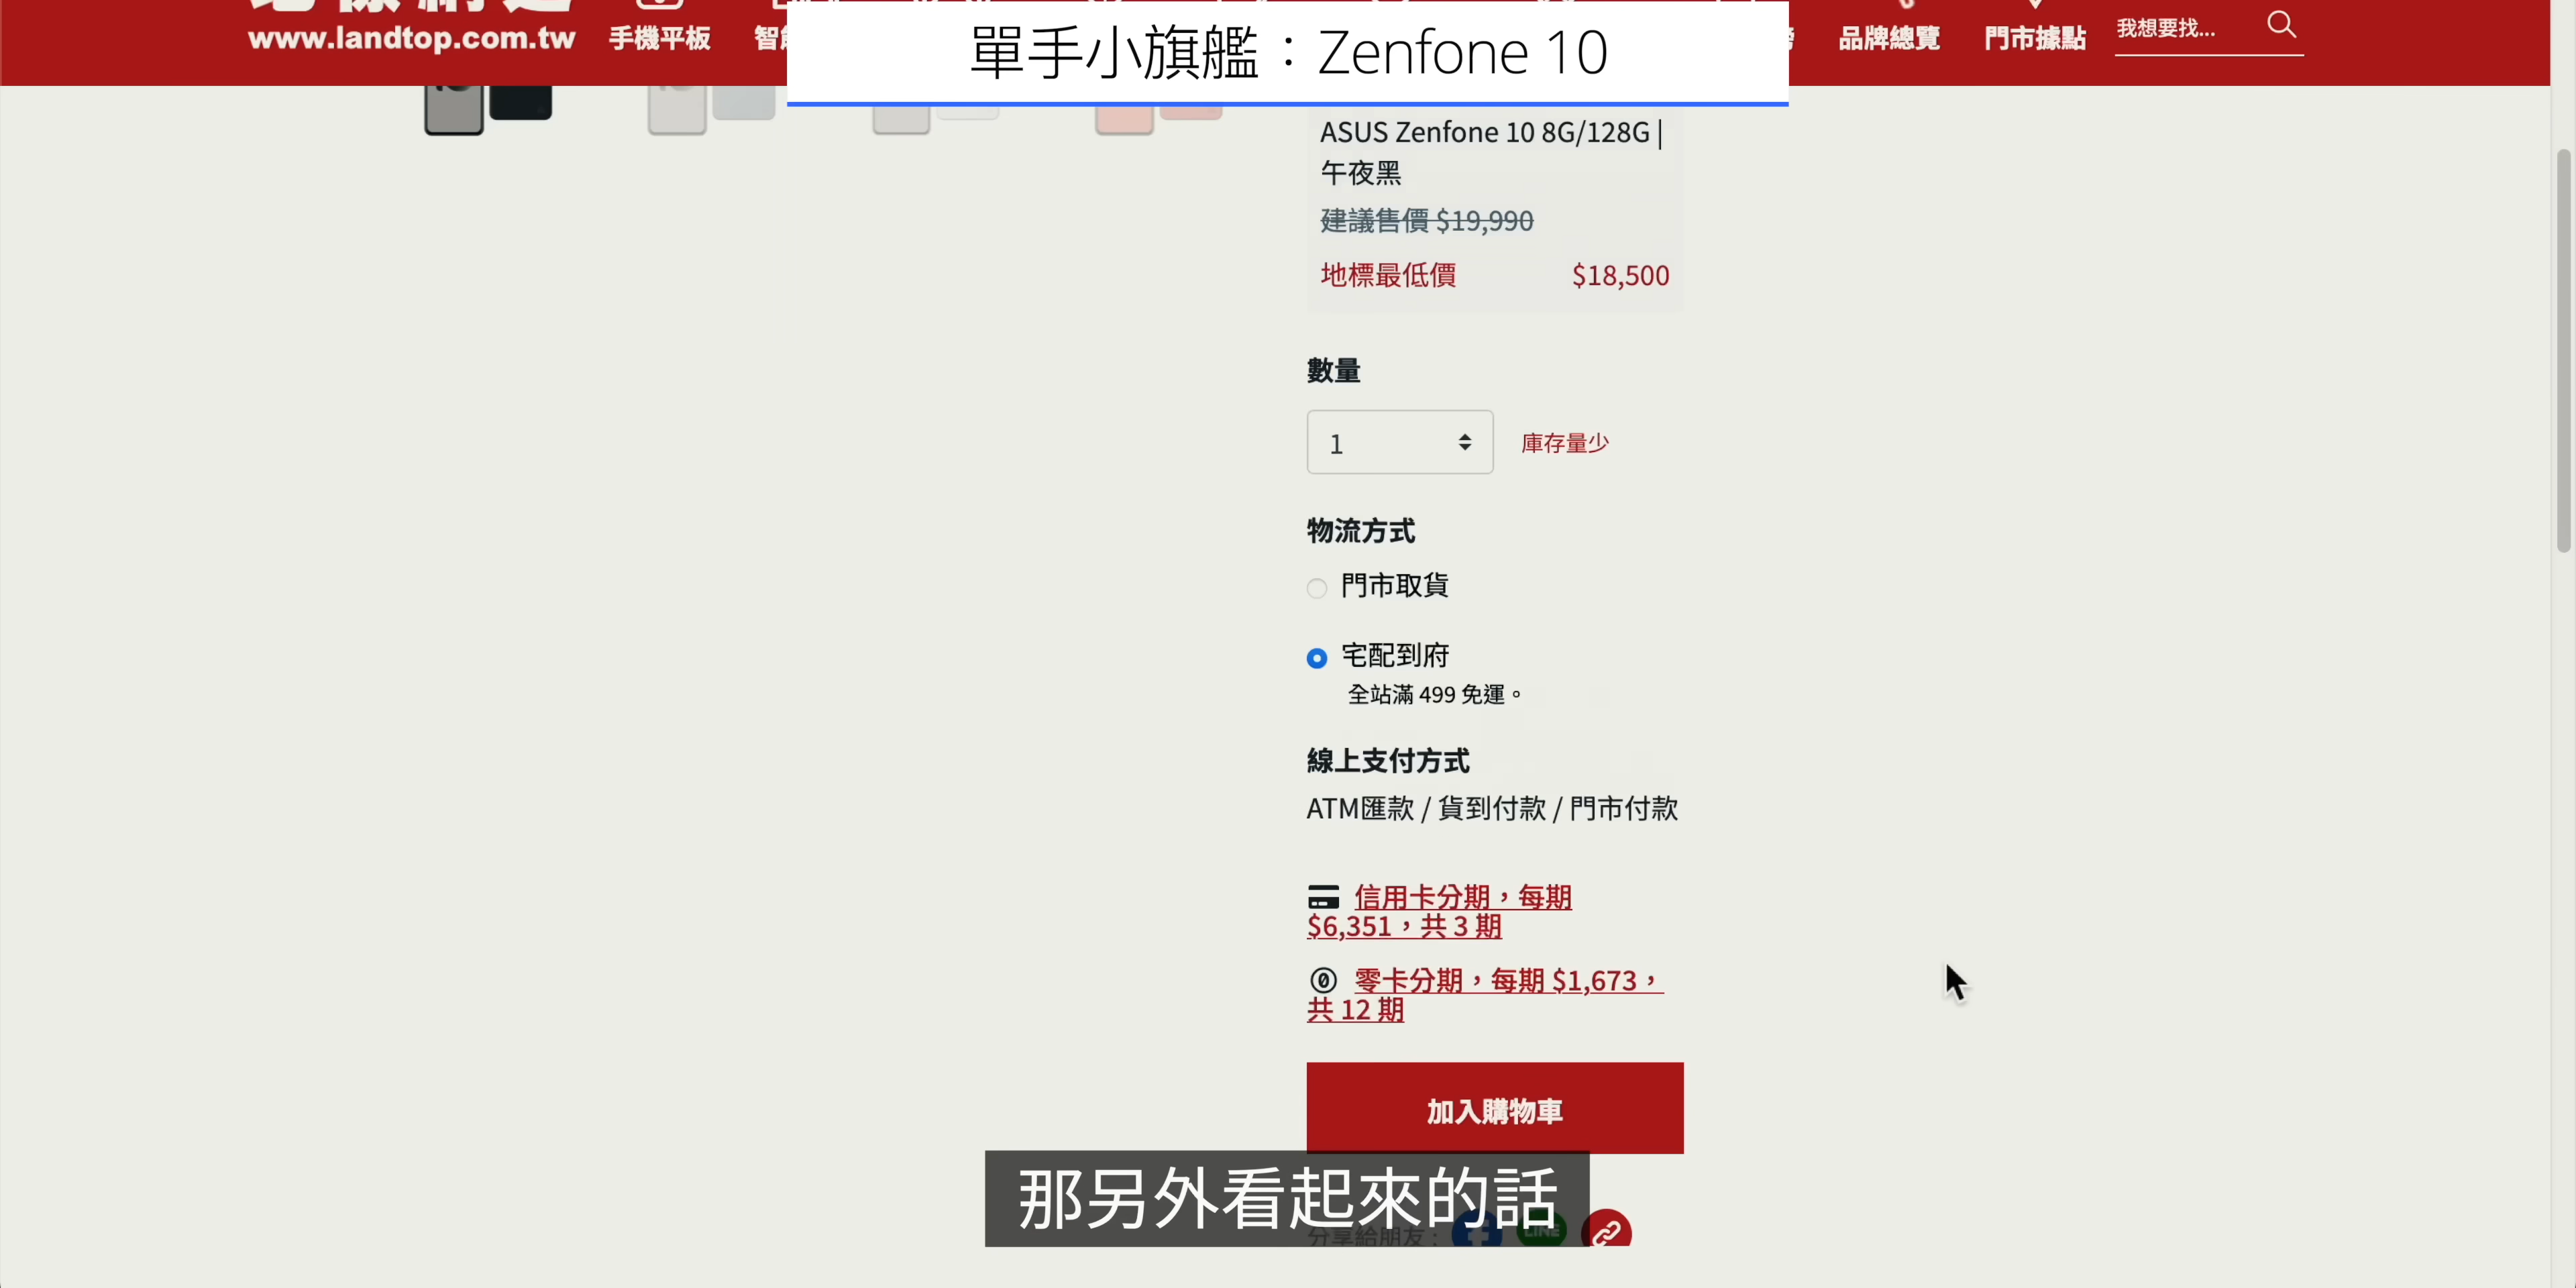 www.landtop.com.tw
手機平板
單手小旗艦：Zenfone 10
品牌總覽
門市據點
我想要找...
ASUS Zenfone 10 8G/128G |
午夜黑
建議售價 $19,990
地標最低價 $18,500
數量
1
庫存量少
物流方式
門市取貨
宅配到府
全站滿 499 免運。
線上支付方式
ATM匯款 / 貨到付款 / 門市付款
信用卡分期，每期
$6,351，共 3 期
零卡分期，每期 $1,673，
共 12 期
加入購物車
那另外看起來的話
分享給朋友：
LINE